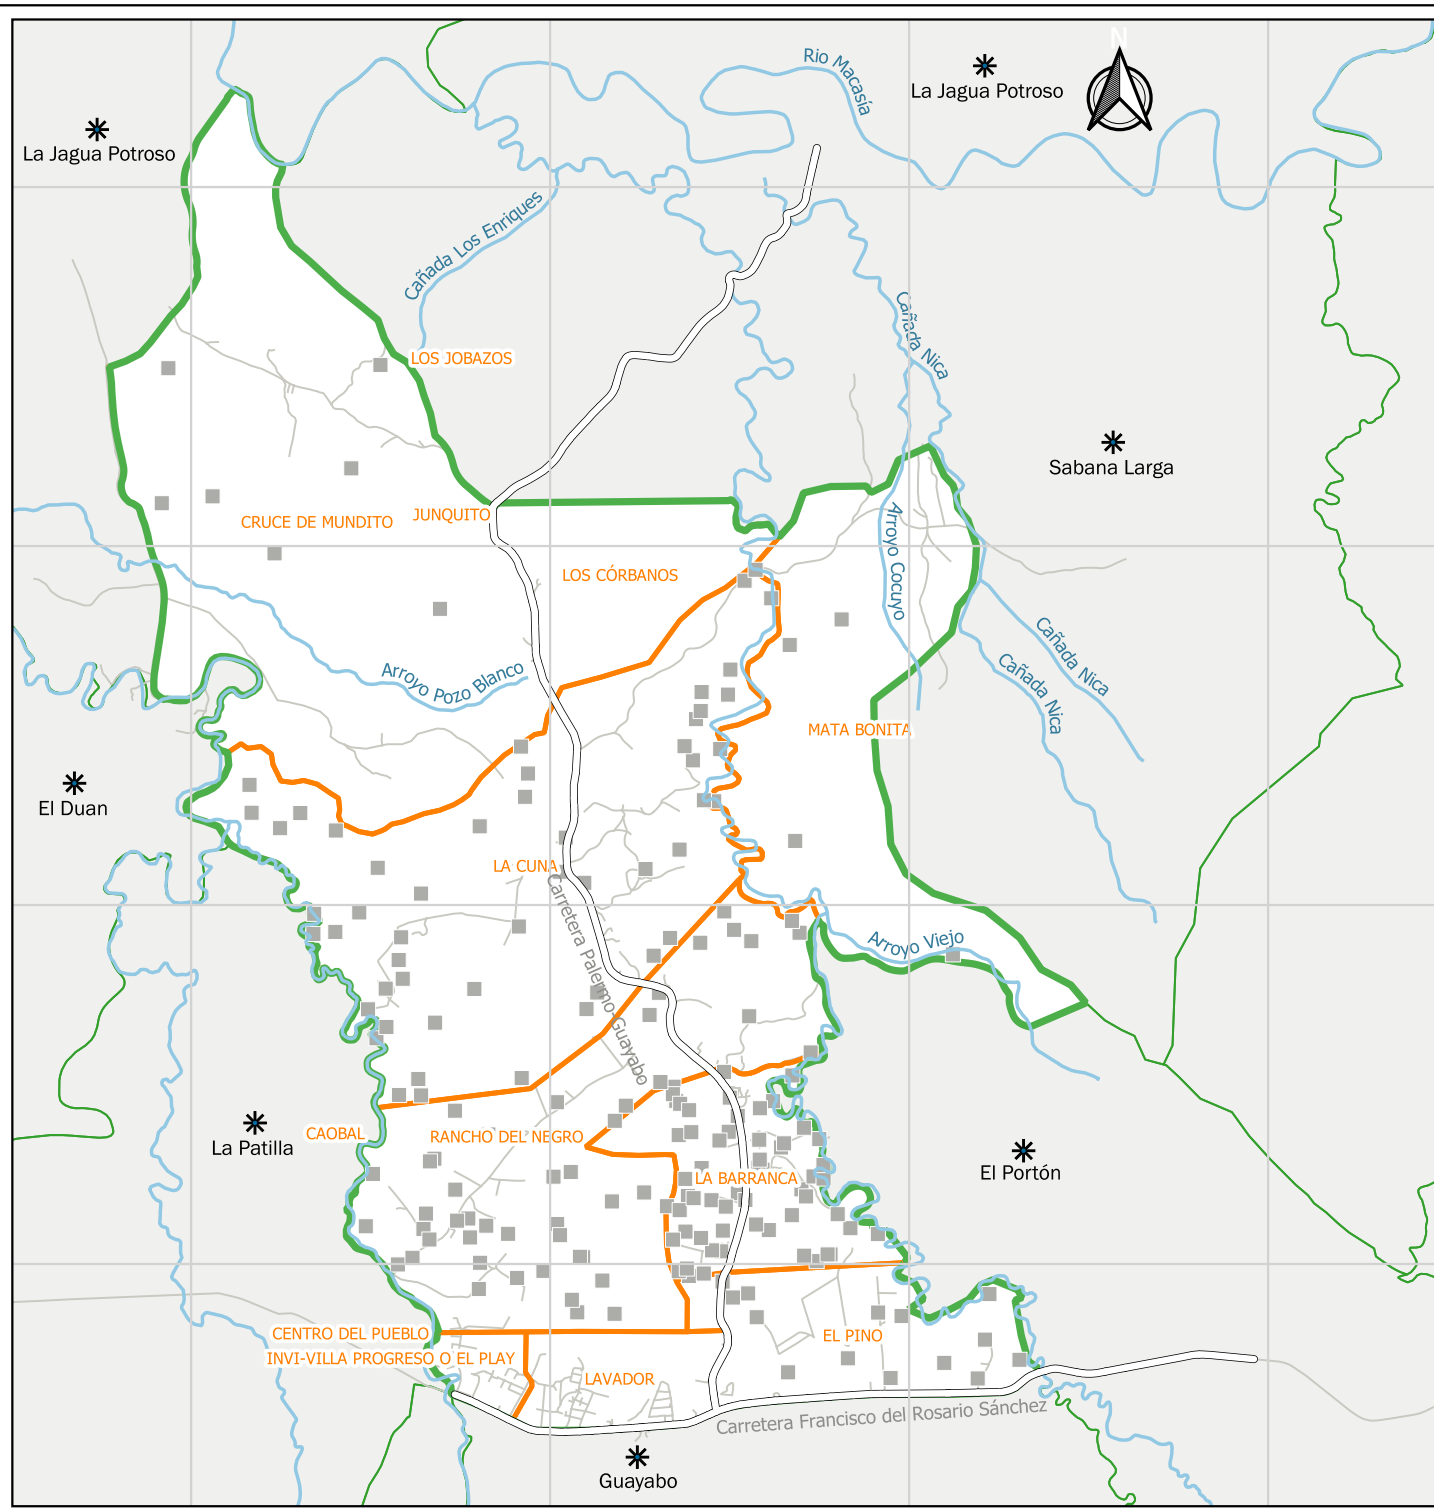 N
Rio Macasía
La Jagua Potroso
La Jagua Potroso
Cañada Los Enriques
Cañada Nica
LOS JOBAZOS
Sabana Larga
CRUCE DE MUNDITO
JUNQUITO
Arroyo Cocuyo
LOS CÓRBANOS
Cañada Nica
Cañada Nica
Arroyo Pozo Blanco
MATA BONITA
El Duan
LA CUNA
Carretera Palermo-Guayabo
Arroyo Viejo
La Patilla
CAOBAL
RANCHO DEL NEGRO
El Portón
LA BARRANCA
CENTRO DEL PUEBLO
EL PINO
INVI-VILLA PROGRESO O EL PLAY
LAVADOR
Carretera Francisco del Rosario Sánchez
Guayabo